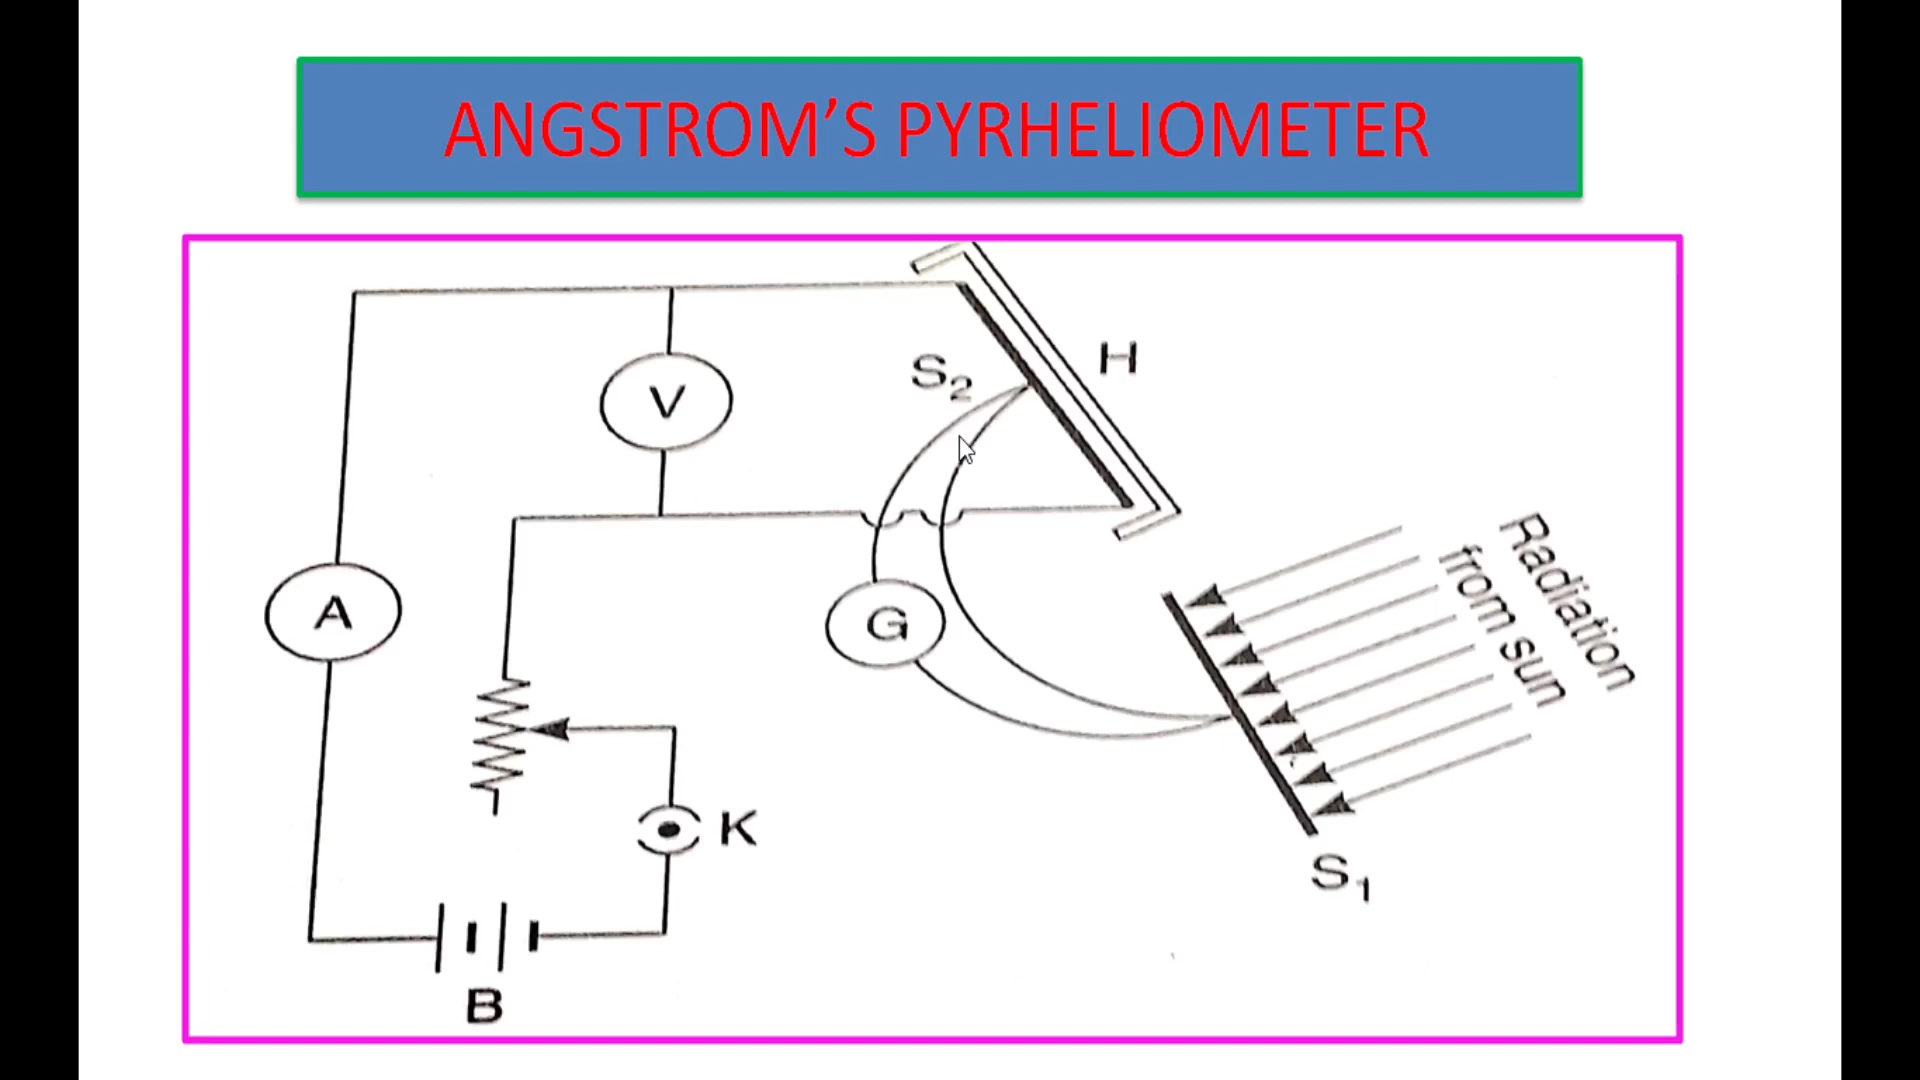 ANGSTROM’S PYRHELIOMETER
H
S2
V
Radiation
from sun
A
G
K
S1
B